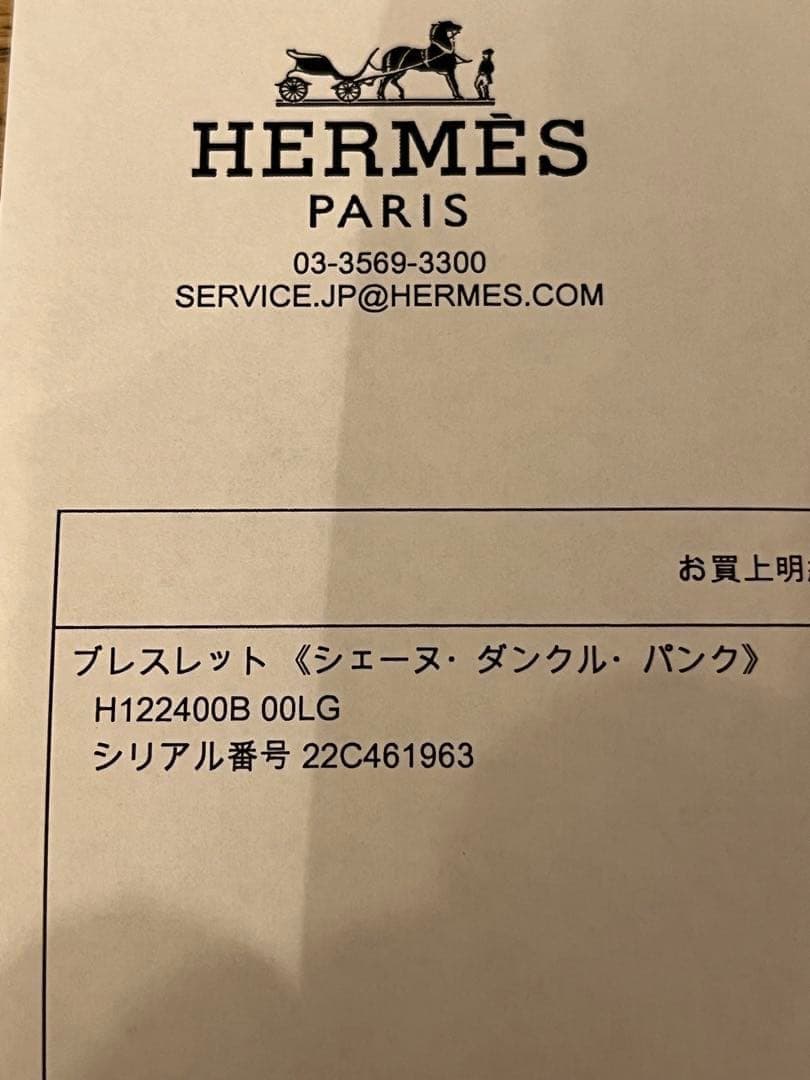 HERMÈS
PARIS
03-3569-3300
SERVICE.JP@HERMES.COM
お買上明
ブレスレット《シェーヌ・ダンクル・パンク》
H122400B 00LG
シリアル番号 22C461963